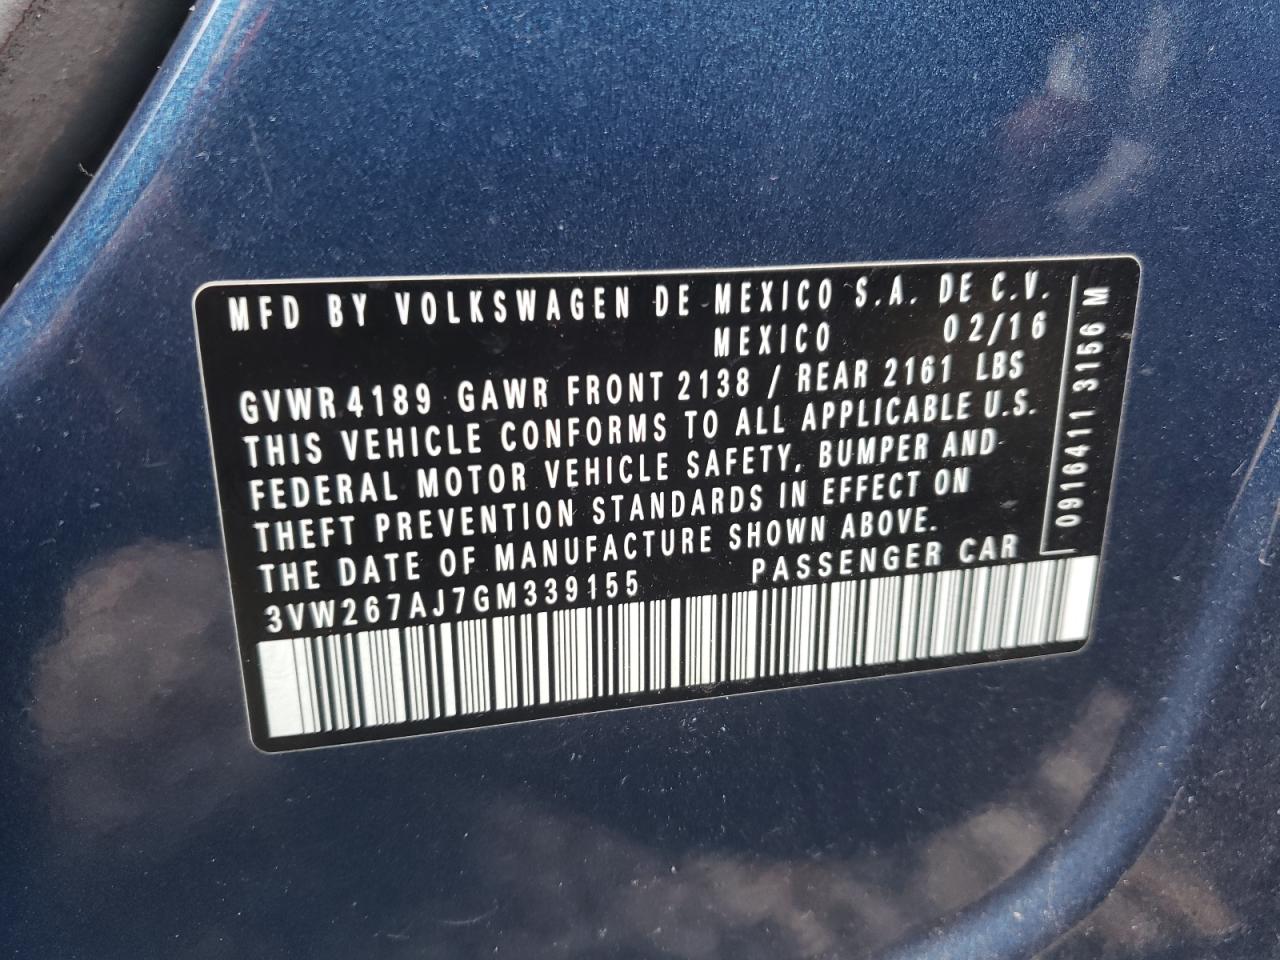 MFD BY VOLKSWAGEN DE MEXICO S.A. DE C.V.
MEXICO 02/16
GVWR 4189 GAWR FRONT 2138 / REAR 2161 LBS
THIS VEHICLE CONFORMS TO ALL APPLICABLE U.S.
FEDERAL MOTOR VEHICLE SAFETY, BUMPER AND
THEFT PREVENTION STANDARDS IN EFFECT ON
THE DATE OF MANUFACTURE SHOWN ABOVE.
3VW267AJ7GM339155 PASSENGER CAR
0916411 3156 M